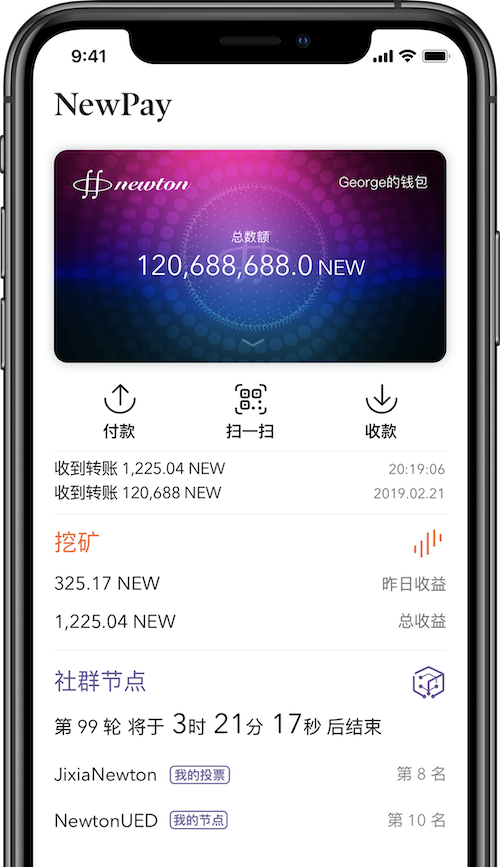 9:41
NewPay
newton George的钱包
总数额
120,688,688.0 NEW
付款 扫一扫 收款
收到转账 1,225.04 NEW 20:19:06
收到转账 120,688 NEW 2019.02.21
挖矿
325.17 NEW 昨日收益
1,225.04 NEW 总收益
社群节点
第 99 轮 将于 3时 21分 17秒 后结束
JixiaNewton 我的投票 第 8 名
NewtonUED 我的节点 第 10 名